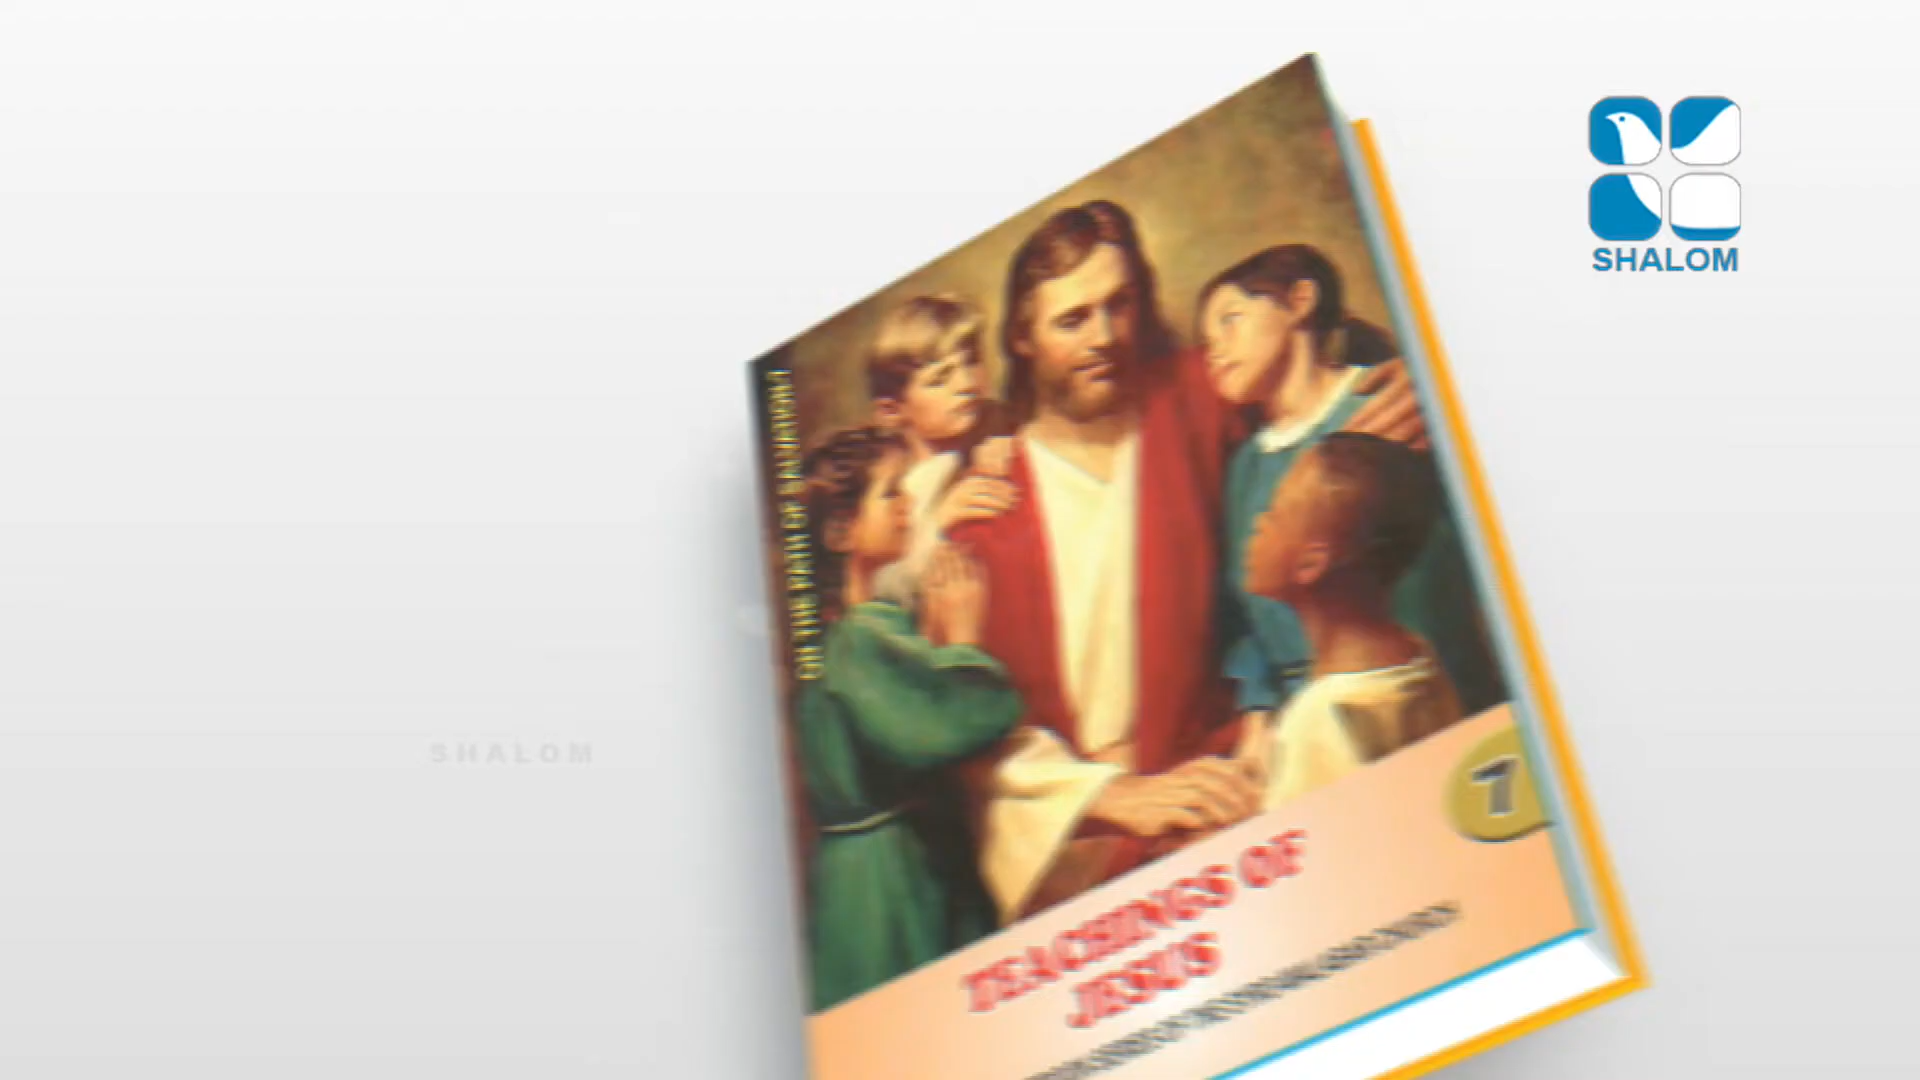 SHALOM
ON THE PATH OF SALVATION
7
TEACHINGS OF
JESUS
SHALOM